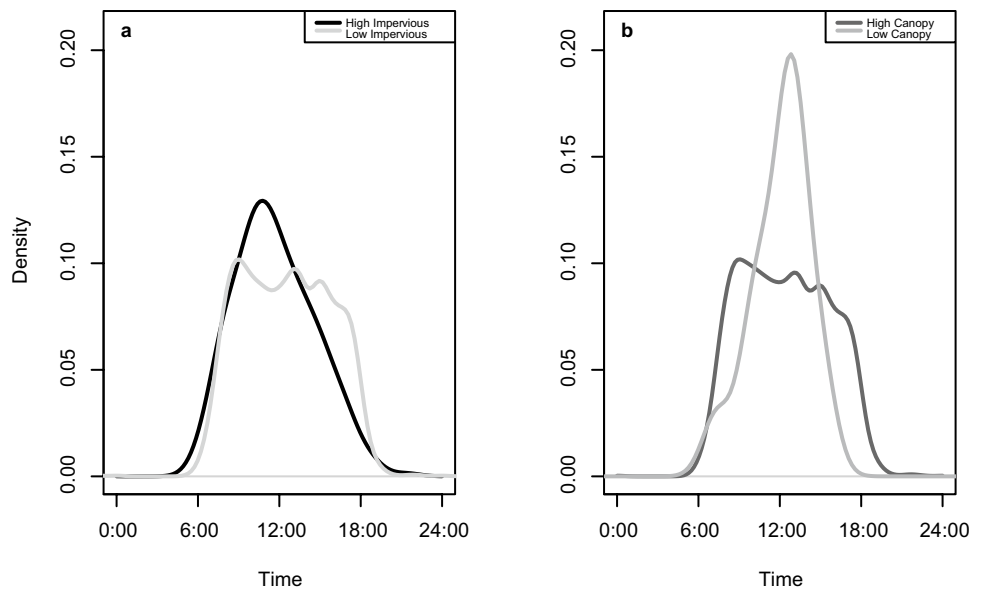 a
High Impervious
Low Impervious
Density
0.00
0.05
0.10
0.15
0.20
0:00 6:00 12:00 18:00 24:00
Time
b
High Canopy
Low Canopy
0.00
0.05
0.10
0.15
0.20
0:00 6:00 12:00 18:00 24:00
Time